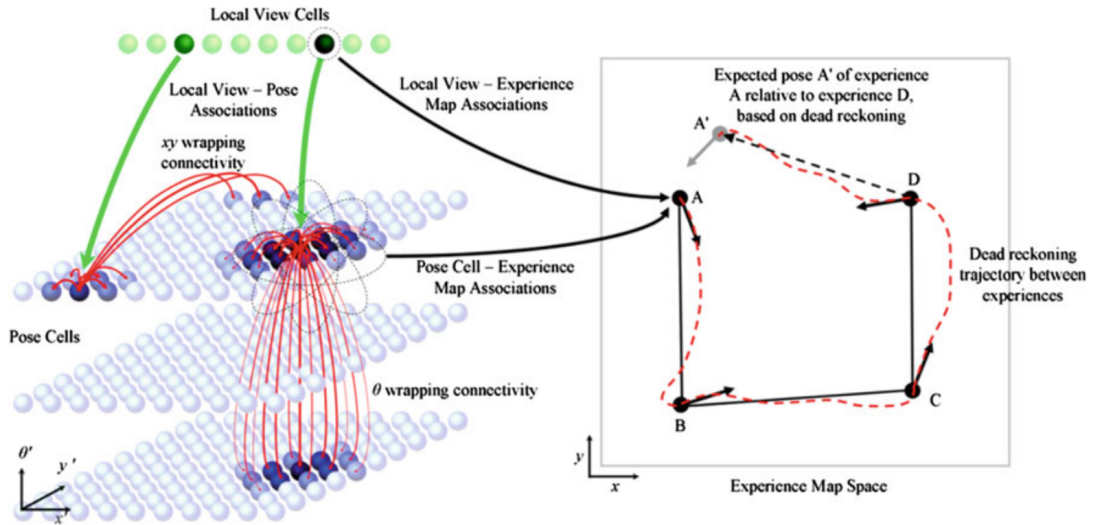 Local View Cells
Local View – Pose
Associations
Local View – Experience
Map Associations
xy wrapping
connectivity
Pose Cell – Experience
Map Associations
Pose Cells
θ wrapping connectivity
θ'
y'
x'
Expected pose A' of experience
A relative to experience D,
based on dead reckoning
A'
A
D
Dead reckoning
trajectory between
experiences
B
C
y
x
Experience Map Space